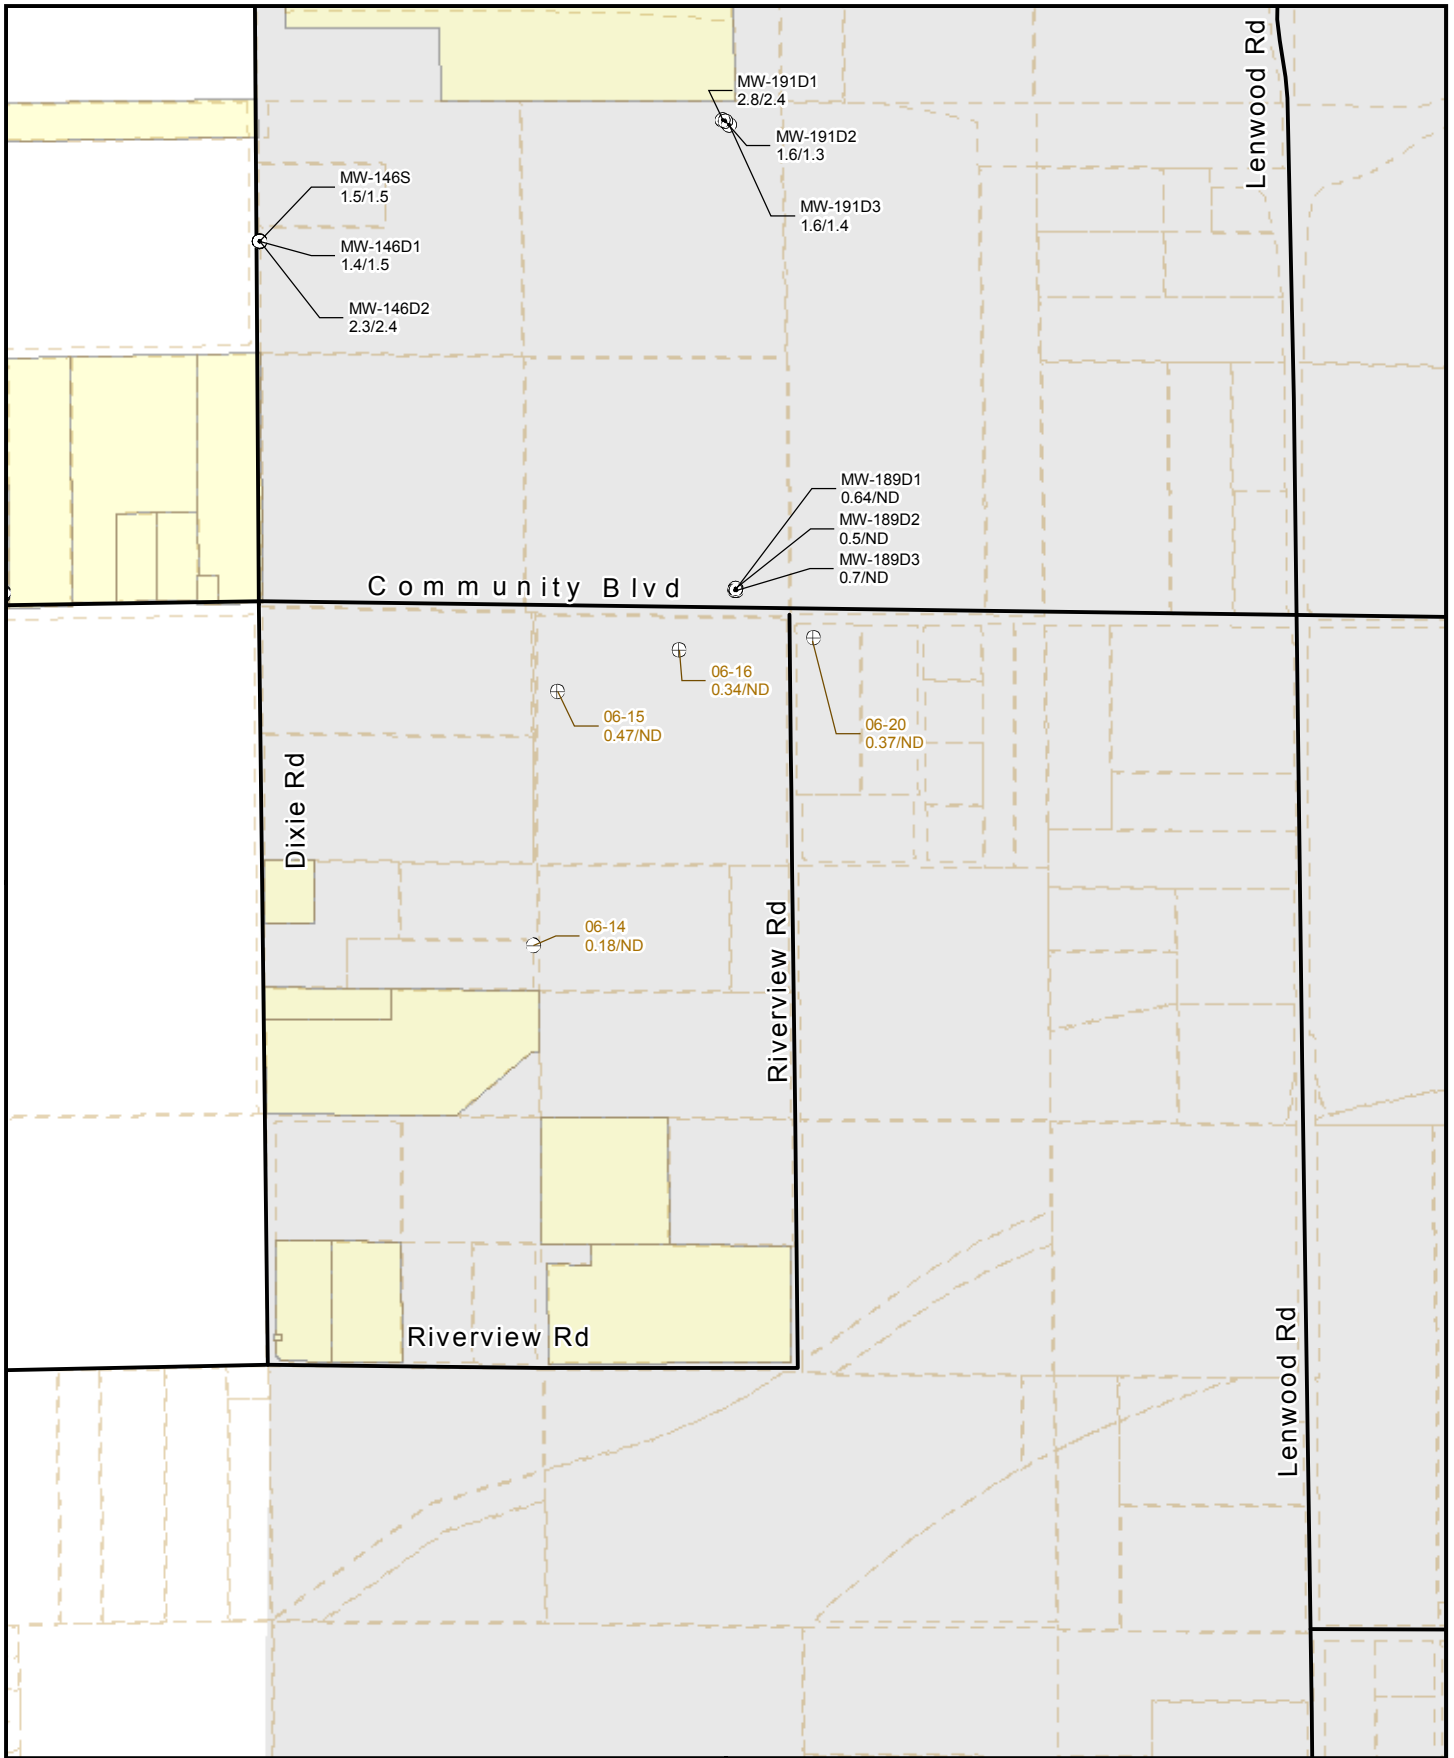 Lenwood Rd
MW-191D1
2.8/2.4
MW-191D2
1.6/1.3
MW-146S
1.5/1.5
MW-191D3
1.6/1.4
MW-146D1
1.4/1.5
MW-146D2
2.3/2.4
MW-189D1
0.64/ND
MW-189D2
0.5/ND
MW-189D3
0.7/ND
Community Blvd
06-16
0.34/ND
06-15
0.47/ND
06-20
0.37/ND
Dixie Rd
06-14
0.18/ND
Riverview Rd
Riverview Rd
Lenwood Rd